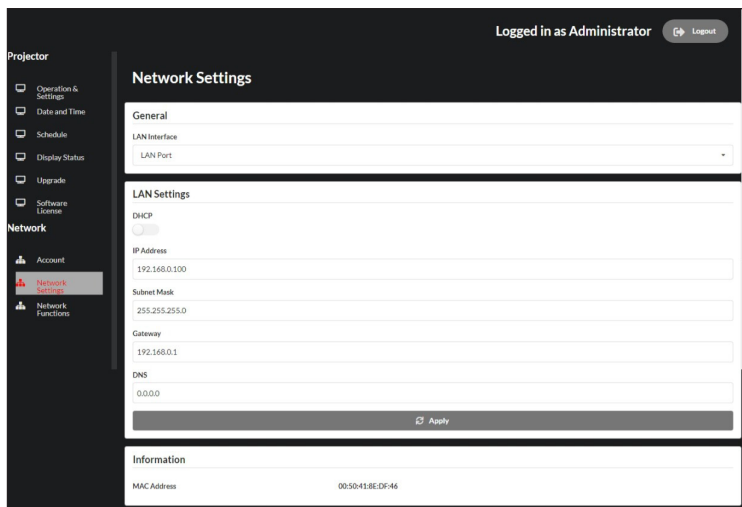 Logged in as Administrator
Logout
Projector
Operation &
Settings
Date and Time
Schedule
Display Status
Upgrade
Software
License
Network
Account
Network
Settings
Network
Functions
Network Settings
General
LAN Interface
LAN Port
LAN Settings
DHCP
IP Address
192.168.0.100
Subnet Mask
255.255.255.0
Gateway
192.168.0.1
DNS
0.0.0.0
Apply
Information
MAC Address 00:50:41:8E:DF:46